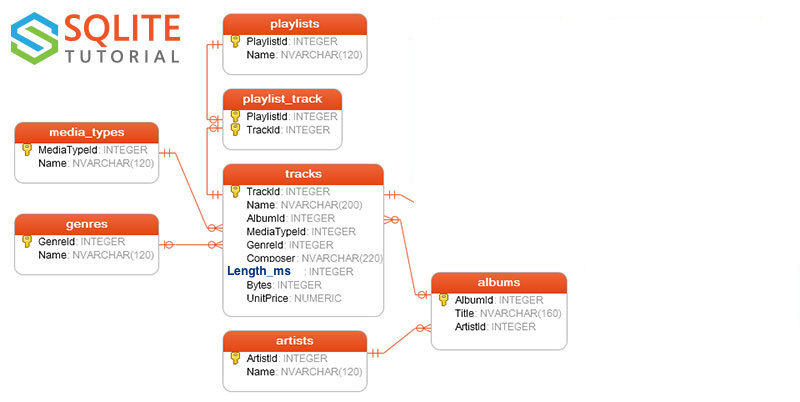 SQLITE
TUTORIAL
playlists
PlaylistId: INTEGER
Name: NVARCHAR(120)
playlist_track
PlaylistId: INTEGER
TrackId: INTEGER
media_types
MediaTypeId: INTEGER
Name: NVARCHAR(120)
genres
GenreId: INTEGER
Name: NVARCHAR(120)
tracks
TrackId: INTEGER
Name: NVARCHAR(200)
AlbumId: INTEGER
MediaTypeId: INTEGER
GenreId: INTEGER
Composer: NVARCHAR(220)
Length_ms : INTEGER
Bytes: INTEGER
UnitPrice: NUMERIC
albums
AlbumId: INTEGER
Title: NVARCHAR(160)
ArtistId: INTEGER
artists
ArtistId: INTEGER
Name: NVARCHAR(120)